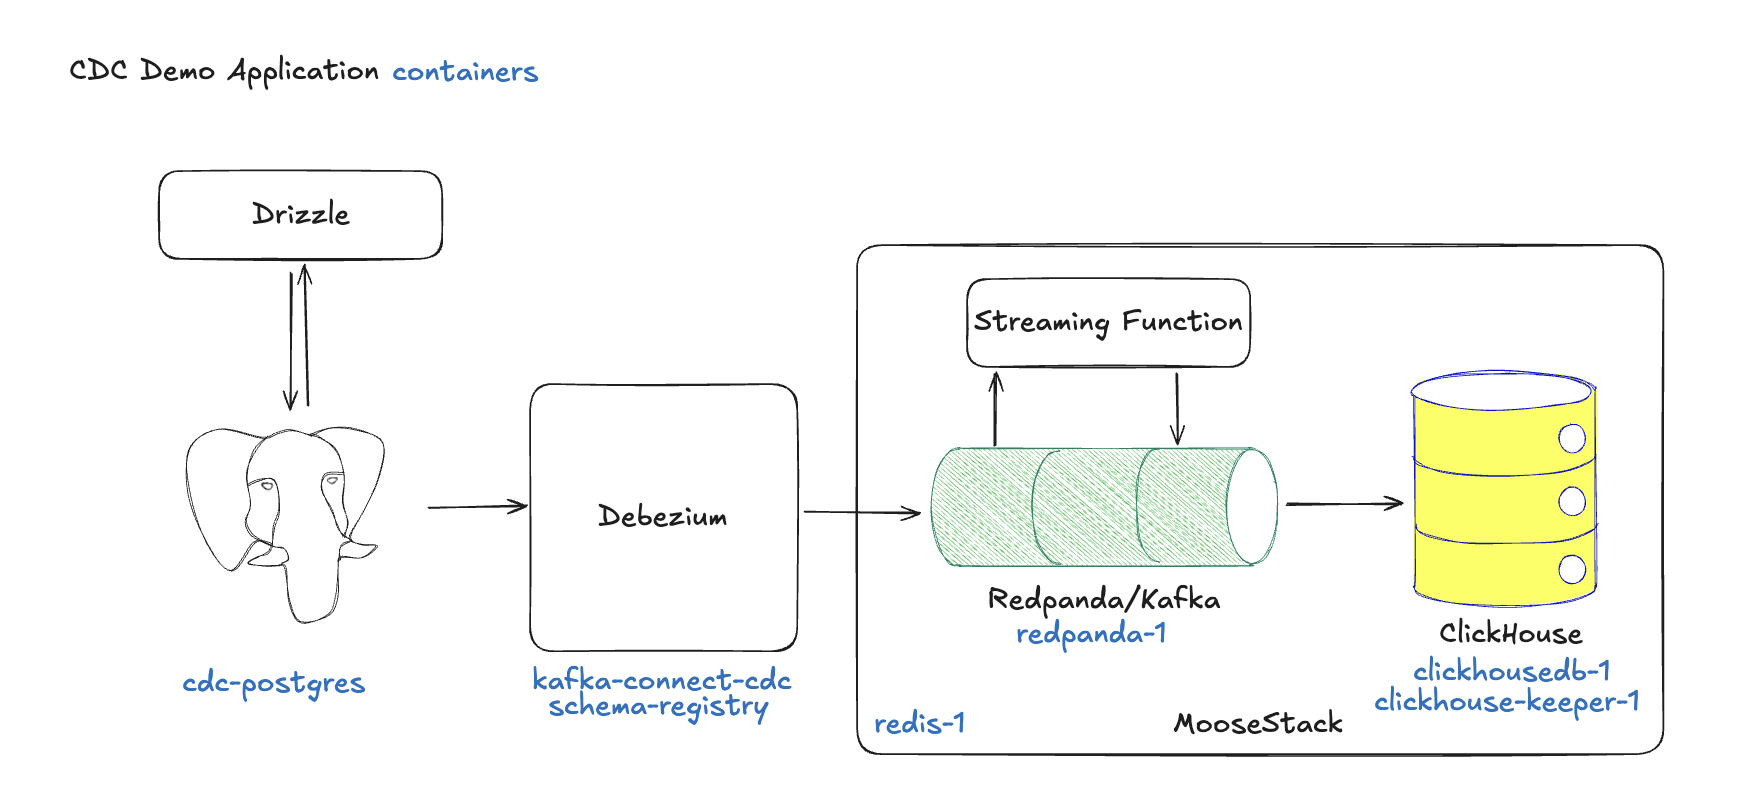 CDC Demo Application containers
Drizzle
Streaming Function
Debezium
Redpanda/Kafka
redpanda-1
ClickHouse
clickhousedb-1
clickhouse-keeper-1
cdc-postgres
kafka-connect-cdc
schema-registry
redis-1
MooseStack